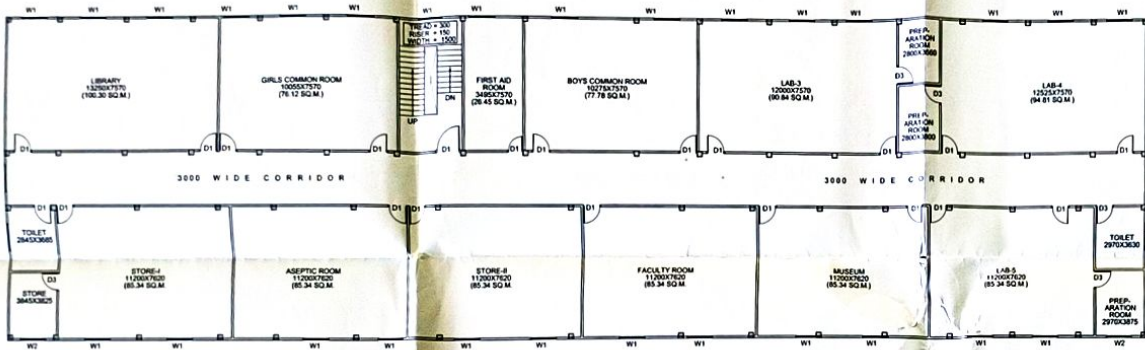 W1 W1 W1 W1 W1 W1 W1 W1 W1 W1 W1 W1 W1
TREAD = 300
RISER = 150
WIDTH = 1500
LIBRARY
13250X7570
(100.30 SQ.M.)
GIRLS COMMON ROOM
10055X7570
(76.12 SQ.M.)
UP
DN
FIRST AID
ROOM
3495X7570
(26.45 SQ.M.)
BOYS COMMON ROOM
10275X7570
(77.78 SQ.M.)
LAB-3
12000X7570
(90.84 SQ.M.)
PREP-
ARATION
ROOM
2800X3660
D3
D3
PREP-
ARATION
ROOM
2800X3800
LAB-4
12525X7570
(94.81 SQ.M.)
D1 D1 D1 D1 D1 D1 D1 D1 D1 D1 D1 D1
3000 WIDE CORRIDOR
3000 WIDE CORRIDOR
D1 D1 D1 D1 D1 D1 D1 D1 D1 D1
TOILET
2845X3665
D3
STORE
3845X3825
STORE-I
11200X7620
(85.34 SQ.M.
ASEPTIC ROOM
11200X7620
(85.34 SQ.M.
STORE-II
11200X7620
(85.34 SQ.M.
FACULTY ROOM
11200X7620
(85.34 SQ.M.
MUSEUM
11200X7620
(85.34 SQ.M.
LAB-5
11200X7620
(85.34 SQ.M.
D3
TOILET
2970X3630
D3
PREP-
ARATION
ROOM
2970X3875
W2 W1 W1 W1 W1 W1 W1 W1 W1 W1 W1 W1 W1 W2